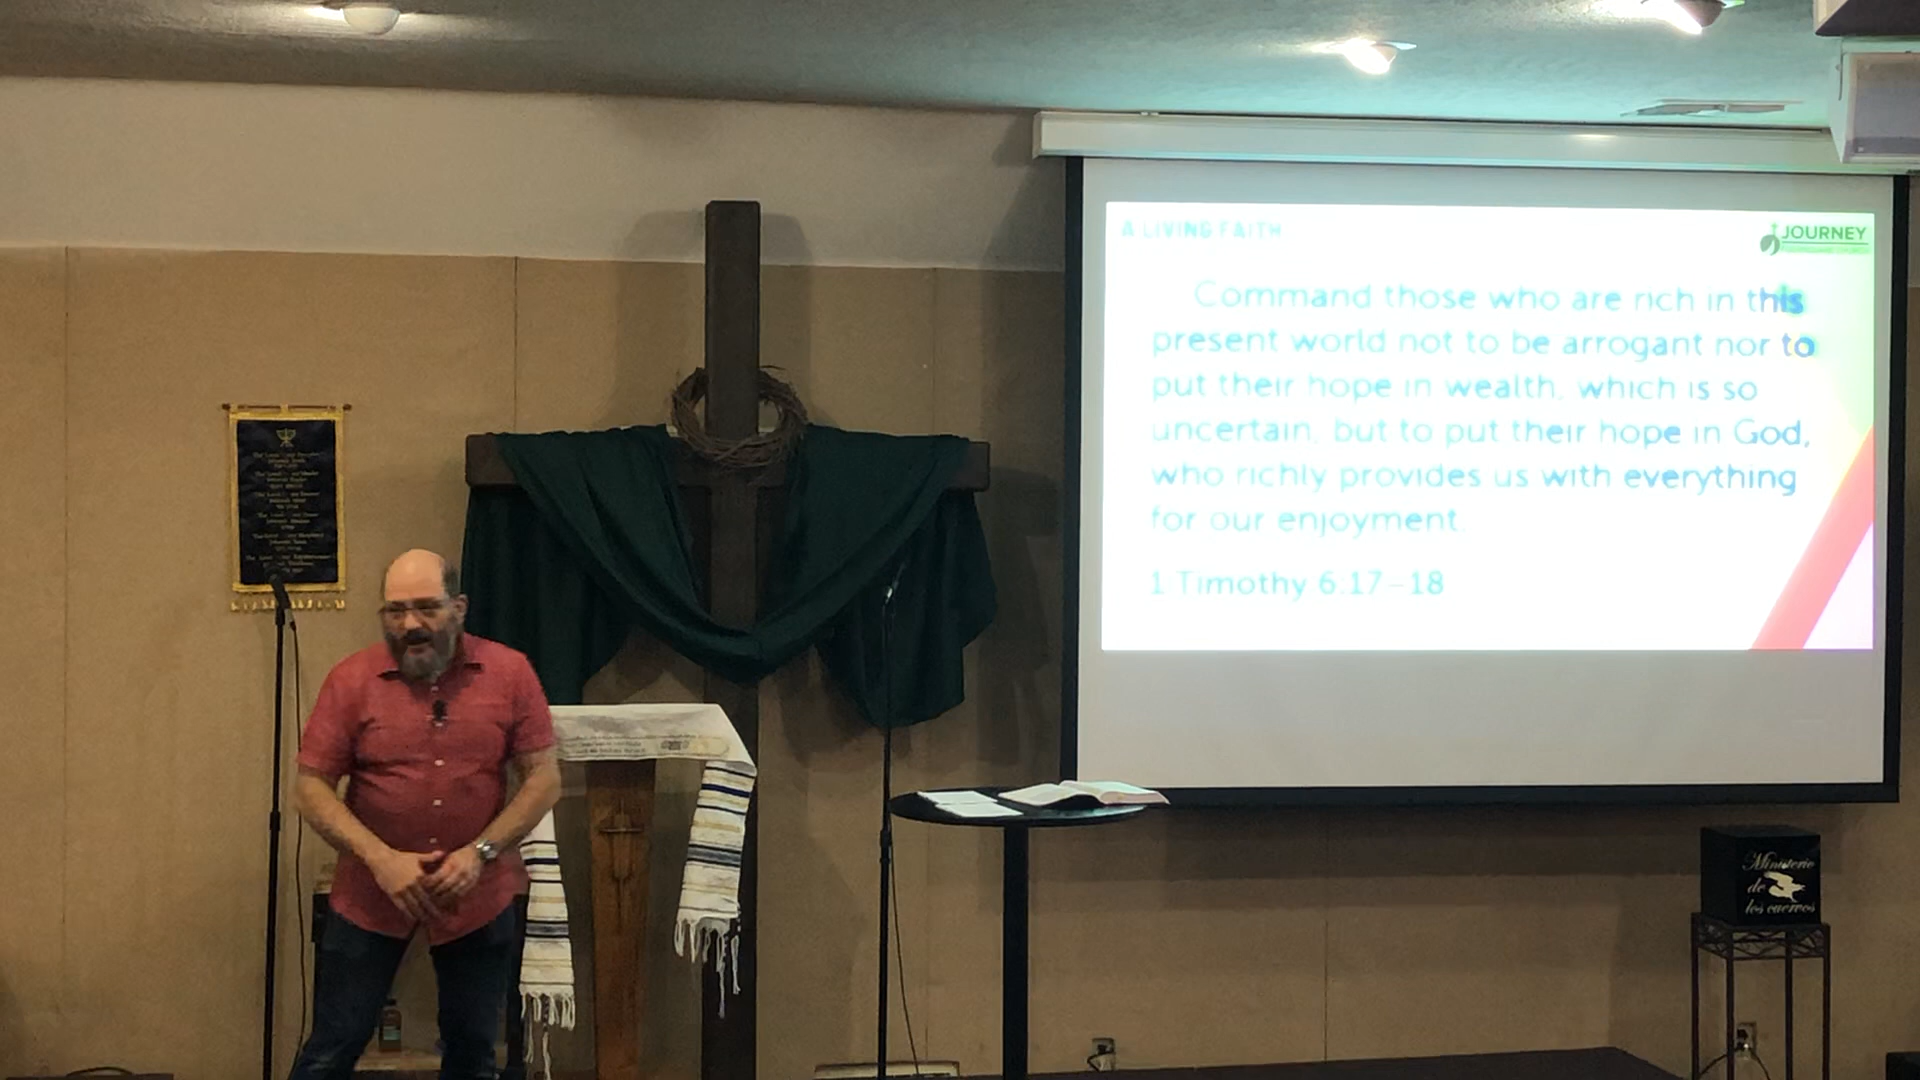 A LIVING FAITH
JOURNEY
Command those who are rich in this
present world not to be arrogant nor to
put their hope in wealth, which is so
uncertain, but to put their hope in God,
who richly provides us with everything
for our enjoyment.
1 Timothy 6:17–18
Ministerio
de
los cuervos